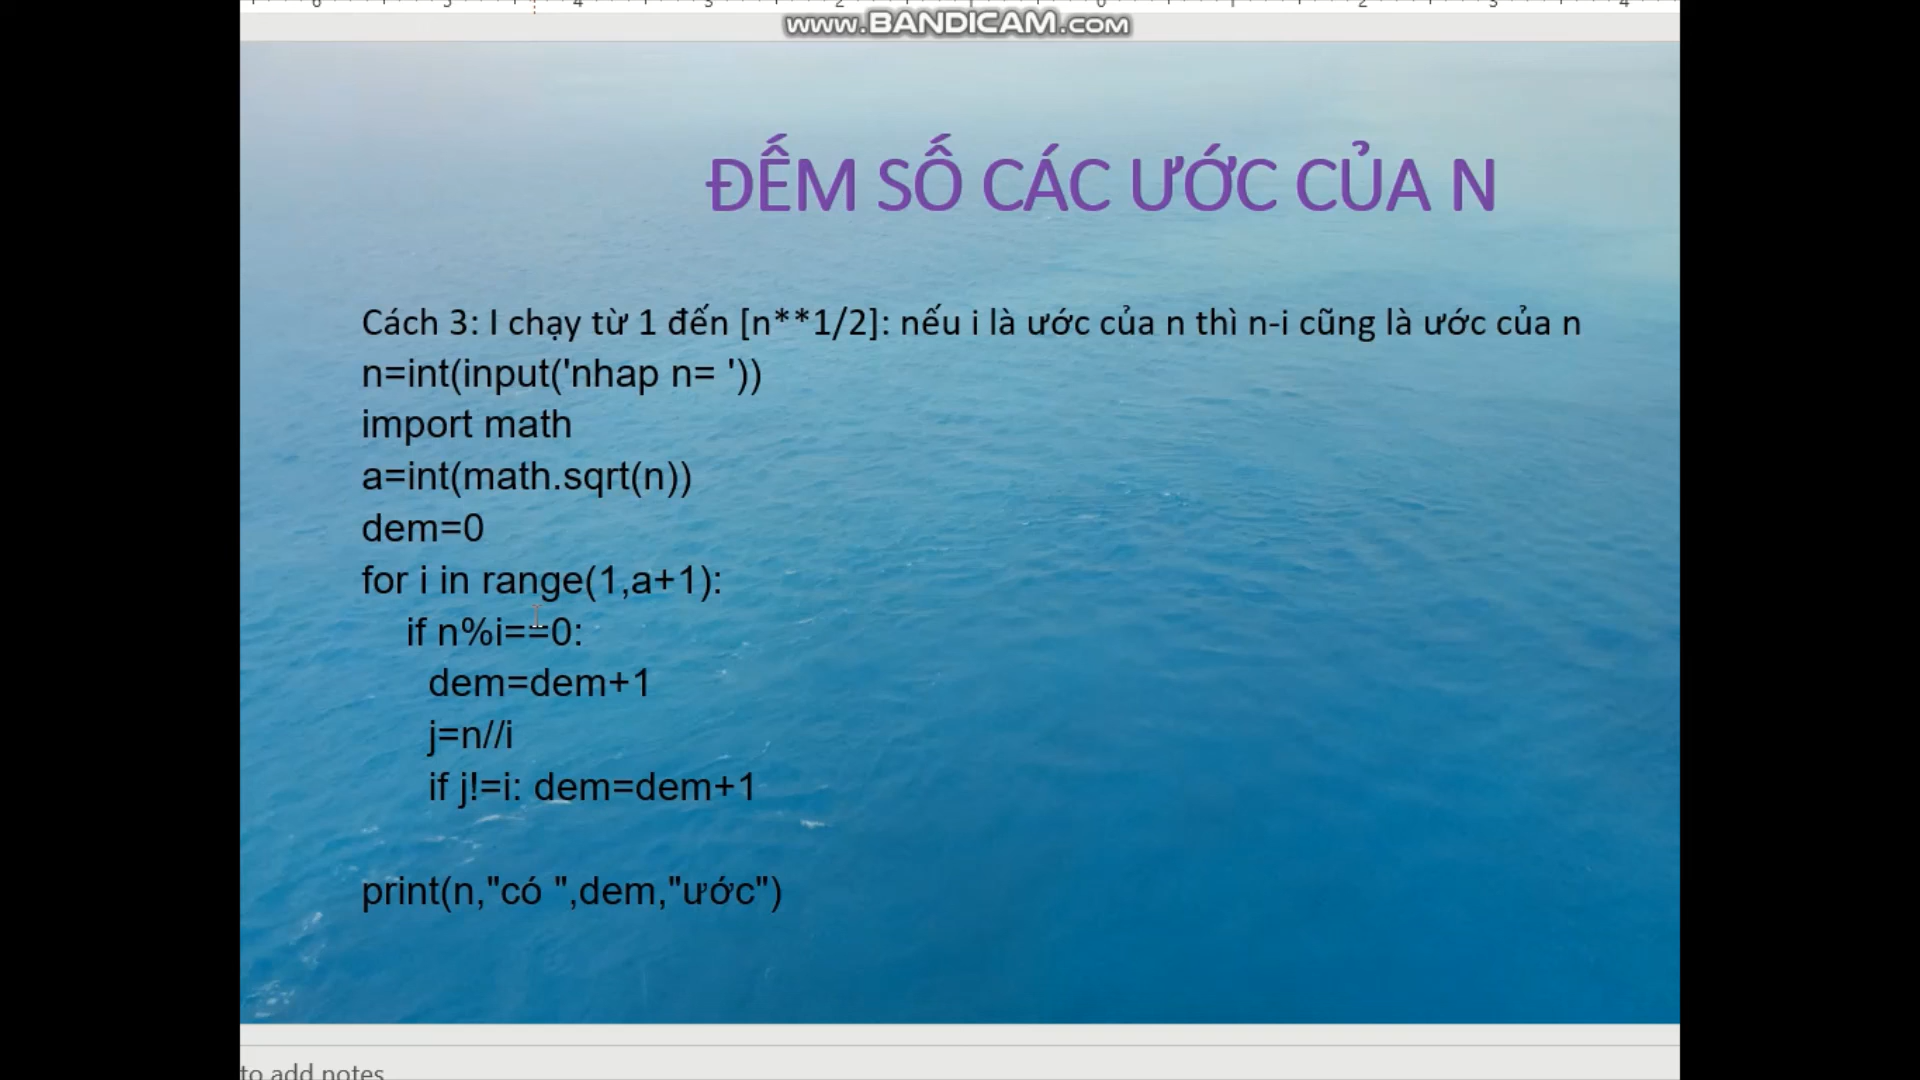 www.BANDICAM.com
ĐẾM SỐ CÁC ƯỚC CỦA N
Cách 3: I chạy từ 1 đến [n**1/2]: nếu i là ước của n thì n-i cũng là ước của n
n=int(input('nhap n= '))
import math
a=int(math.sqrt(n))
dem=0
for i in range(1,a+1):
if n%i==0:
dem=dem+1
j=n//i
if j!=i: dem=dem+1
print(n,"có ",dem,"ước")
to add notes